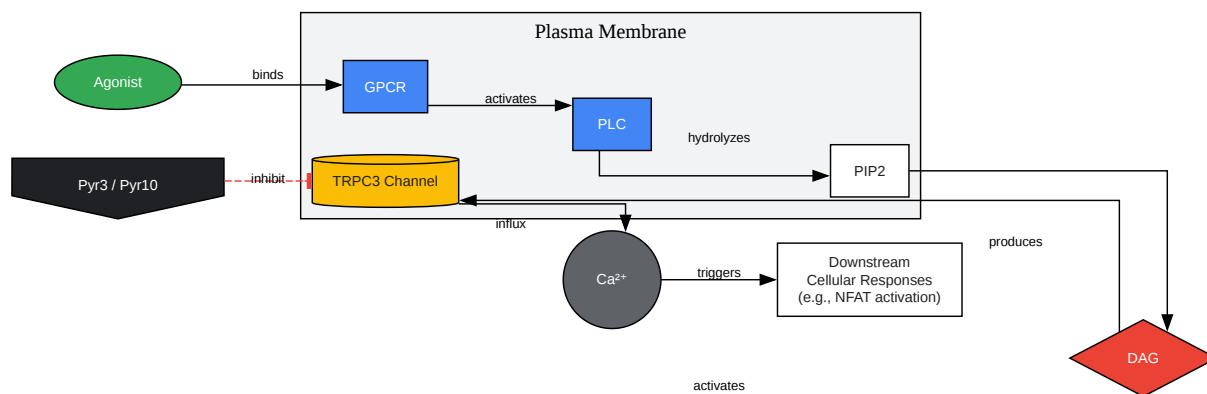 Plasma Membrane
Agonist
binds
GPCR
activates
PLC
hydrolyzes
PIP2
Pyr3 / Pyr10
inhibit
TRPC3 Channel
influx
produces
Ca²⁺
triggers
Downstream
Cellular Responses
(e.g., NFAT activation)
DAG
activates